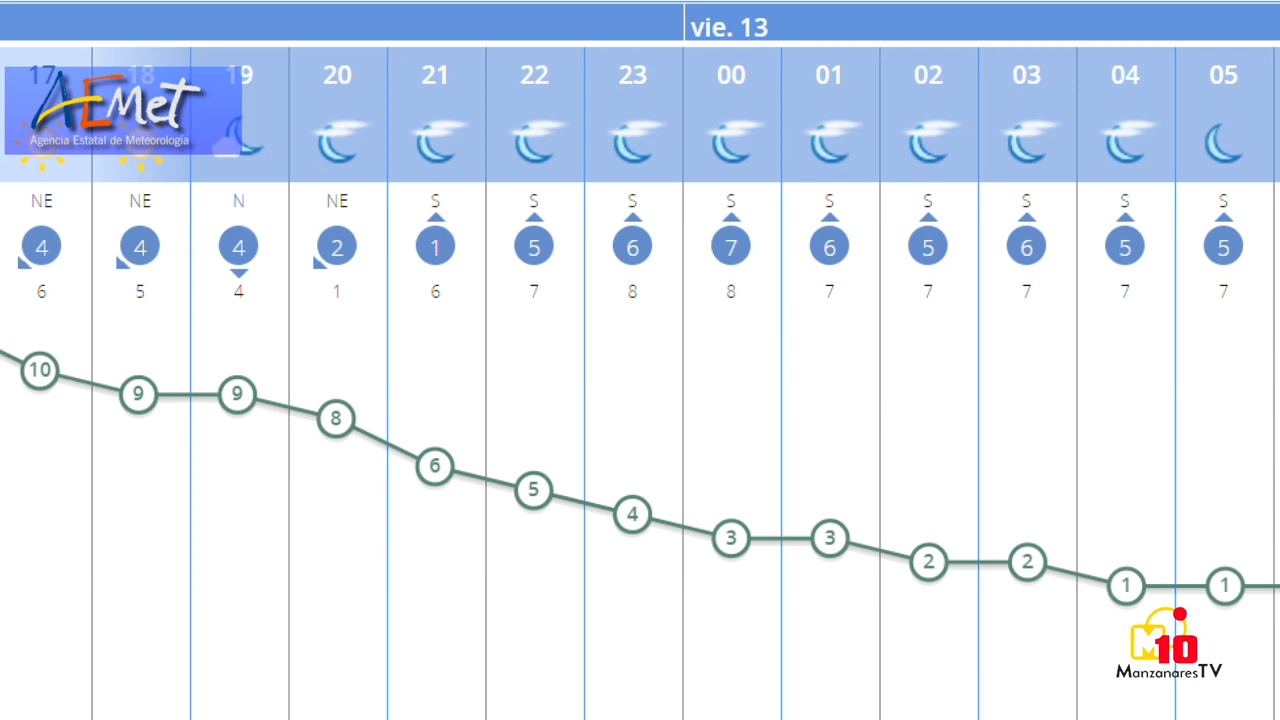 vie. 13
17 18 19 20 21 22 23 00 01 02 03 04 05
AEMet
Agencia Estatal de Meteorología
NE NE N NE S S S S S S S S S
4 4 4 2 1 5 6 7 6 5 6 5 5
6 5 4 1 6 7 8 8 7 7 7 7 7
10 9 9 8 6 5 4 3 3 2 2 1 1
M10
ManzanaresTV